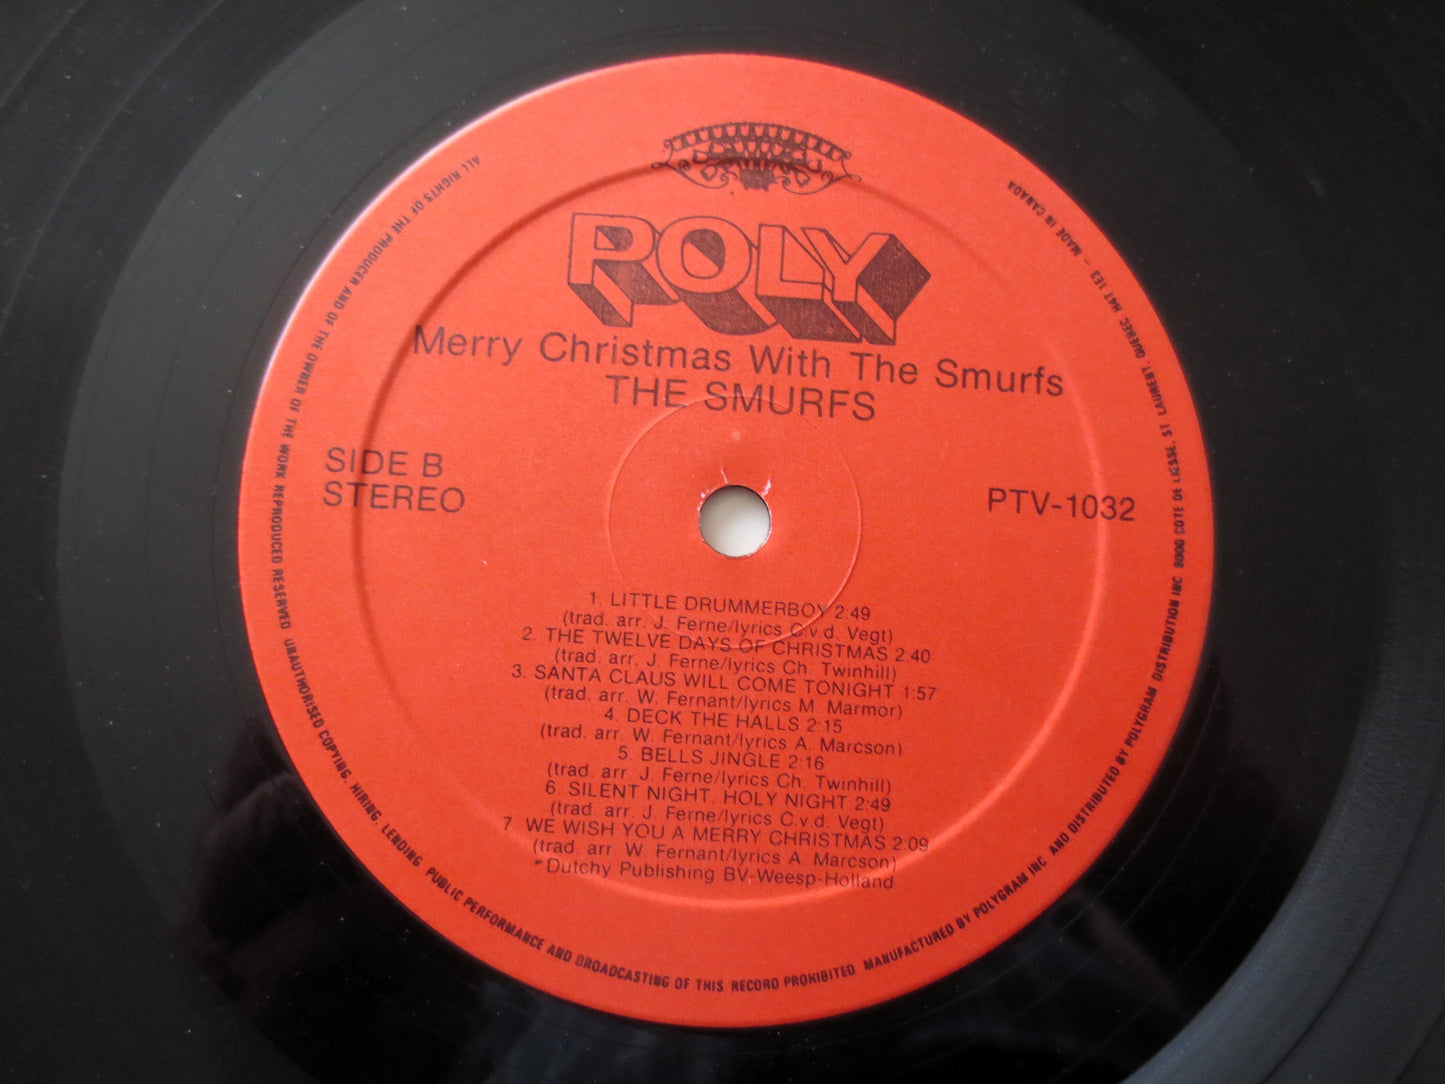 POLY
Merry Christmas With The Smurfs
THE SMURFS
SIDE B
STEREO
PTV-1032
1. LITTLE DRUMMERBOY 2:49
(trad. arr. J. Ferne/lyrics C.v.d. Vegt)
2. THE TWELVE DAYS OF CHRISTMAS 2:40
(trad. arr. J. Ferne/lyrics Ch. Twinhill)
3. SANTA CLAUS WILL COME TONIGHT 1:57
(trad. arr. W. Fernant/lyrics M. Marmor)
4. DECK THE HALLS 2:15
(trad. arr. W. Fernant/lyrics A. Marcson)
5. BELLS JINGLE 2:16
(trad. arr. J. Ferne/lyrics Ch. Twinhill)
6. SILENT NIGHT, HOLY NIGHT 2:49
(trad. arr. J. Ferne/lyrics C.v.d. Vegt)
7. WE WISH YOU A MERRY CHRISTMAS 2:09
(trad. arr W. Fernant/lyrics A. Marcson)
*Dutchy Publishing BV-Weesp-Holland
ALL RIGHTS OF THE PRODUCER AND OF THE OWNER OF THE WORK REPRODUCED RESERVED UNAUTHORISED COPYING, HIRING, LENDING PUBLIC PERFORMANCE AND BROADCASTING OF THIS RECORD PROHIBITED MANUFACTURED BY POLYGRAM INC AND DISTRIBUTED BY POLYGRAM DISTRIBUTION INC 8000 COTE DE LIESSE, ST LAURENT, QUEBEC H4T 1E3 – MADE IN CANADA